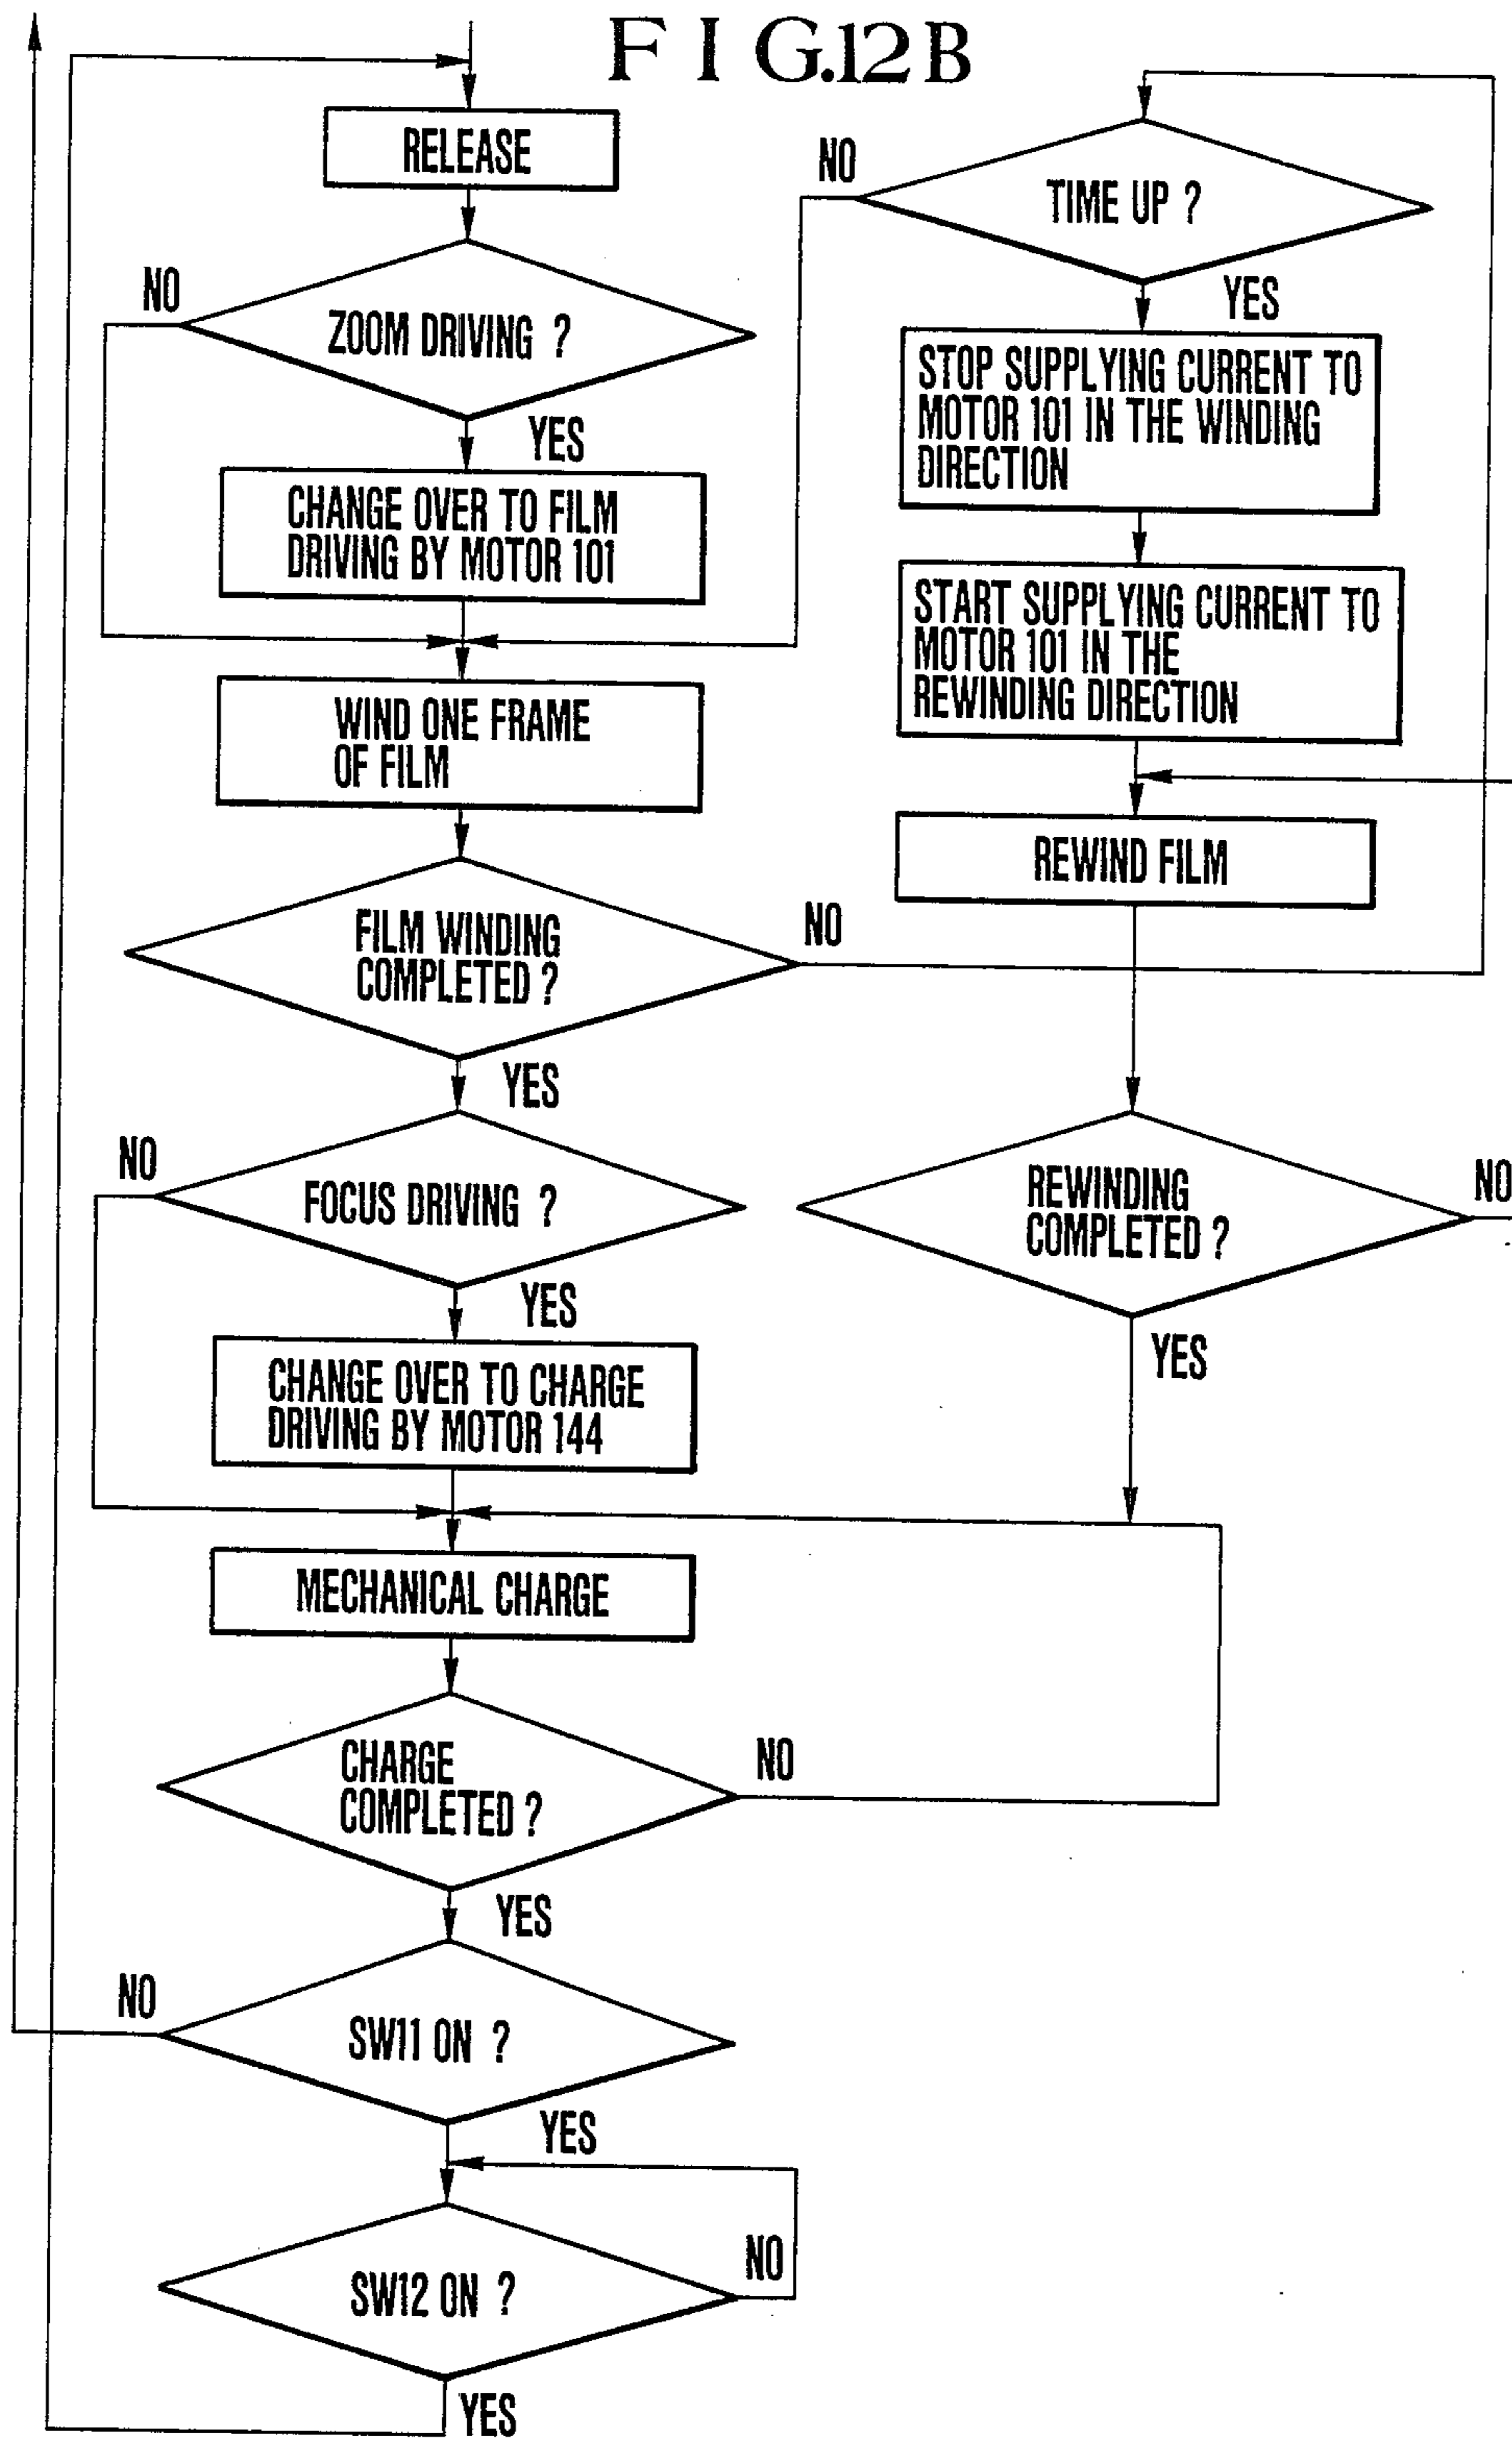 FIG.12B
RELEASE
NO
ZOOM DRIVING ?
YES
CHANGE OVER TO FILM
DRIVING BY MOTOR 101
WIND ONE FRAME
OF FILM
FILM WINDING
COMPLETED ?
NO
YES
NO
FOCUS DRIVING ?
YES
CHANGE OVER TO CHARGE
DRIVING BY MOTOR 144
MECHANICAL CHARGE
CHARGE
COMPLETED ?
NO
YES
NO
SW11 ON ?
YES
SW12 ON ?
NO
YES
NO
TIME UP ?
YES
STOP SUPPLYING CURRENT TO
MOTOR 101 IN THE WINDING
DIRECTION
START SUPPLYING CURRENT TO
MOTOR 101 IN THE
REWINDING DIRECTION
REWIND FILM
REWINDING
COMPLETED ?
NO
YES